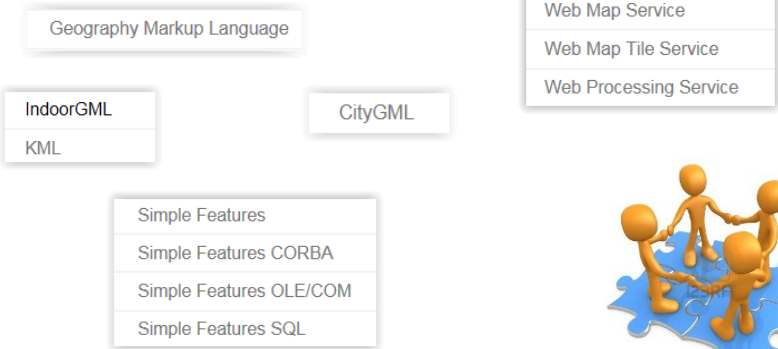 Web Map Service
Geography Markup Language
Web Map Tile Service
Web Processing Service
IndoorGML
CityGML
KML
Simple Features
Simple Features CORBA
Simple Features OLE/COM
Simple Features SQL